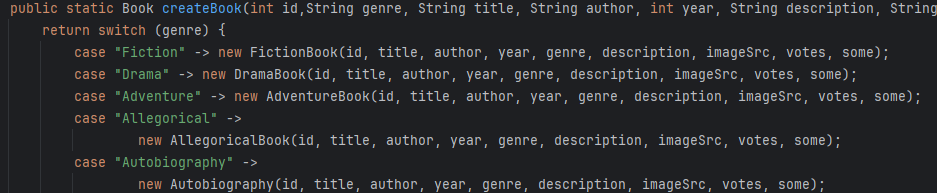 public static Book createBook(int id,String genre, String title, String author, int year, String description, String
return switch (genre) {
case "Fiction" -> new FictionBook(id, title, author, year, genre, description, imageSrc, votes, some);
case "Drama" -> new DramaBook(id, title, author, year, genre, description, imageSrc, votes, some);
case "Adventure" -> new AdventureBook(id, title, author, year, genre, description, imageSrc, votes, some);
case "Allegorical" ->
new AllegoricalBook(id, title, author, year, genre, description, imageSrc, votes, some);
case "Autobiography" ->
new Autobiography(id, title, author, year, genre, description, imageSrc, votes, some);